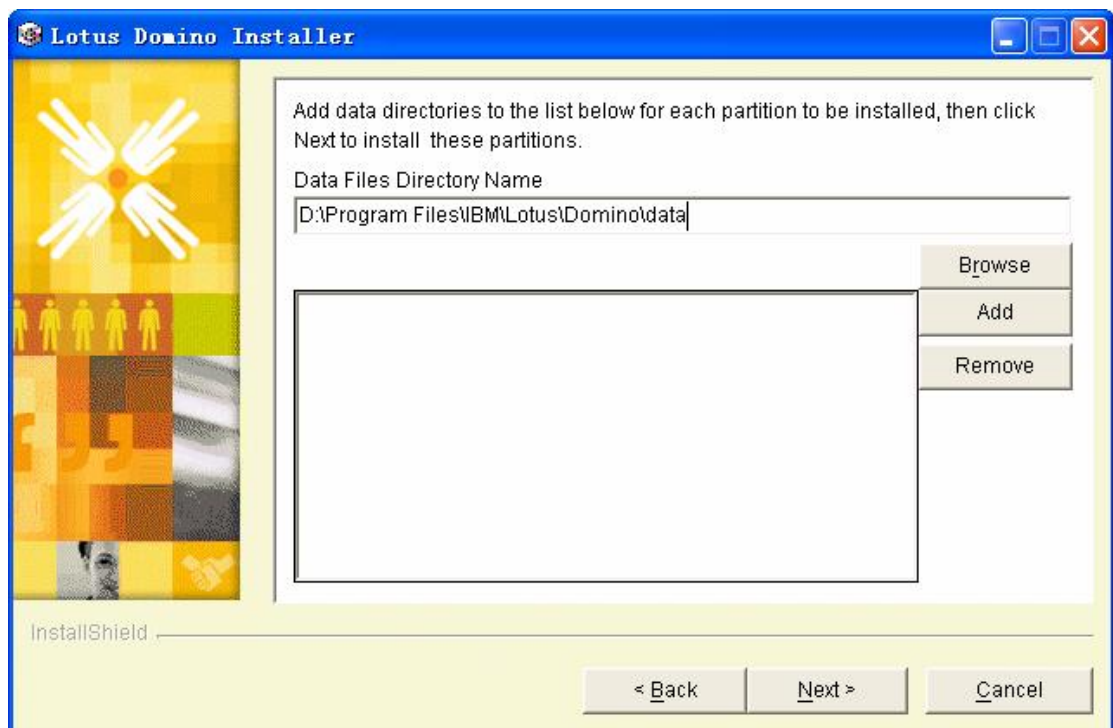 Lotus Domino Installer
Add data directories to the list below for each partition to be installed, then click
Next to install these partitions.
Data Files Directory Name
D:\Program Files\IBM\Lotus\Domino\data
Browse
Add
Remove
InstallShield
< Back
Next >
Cancel